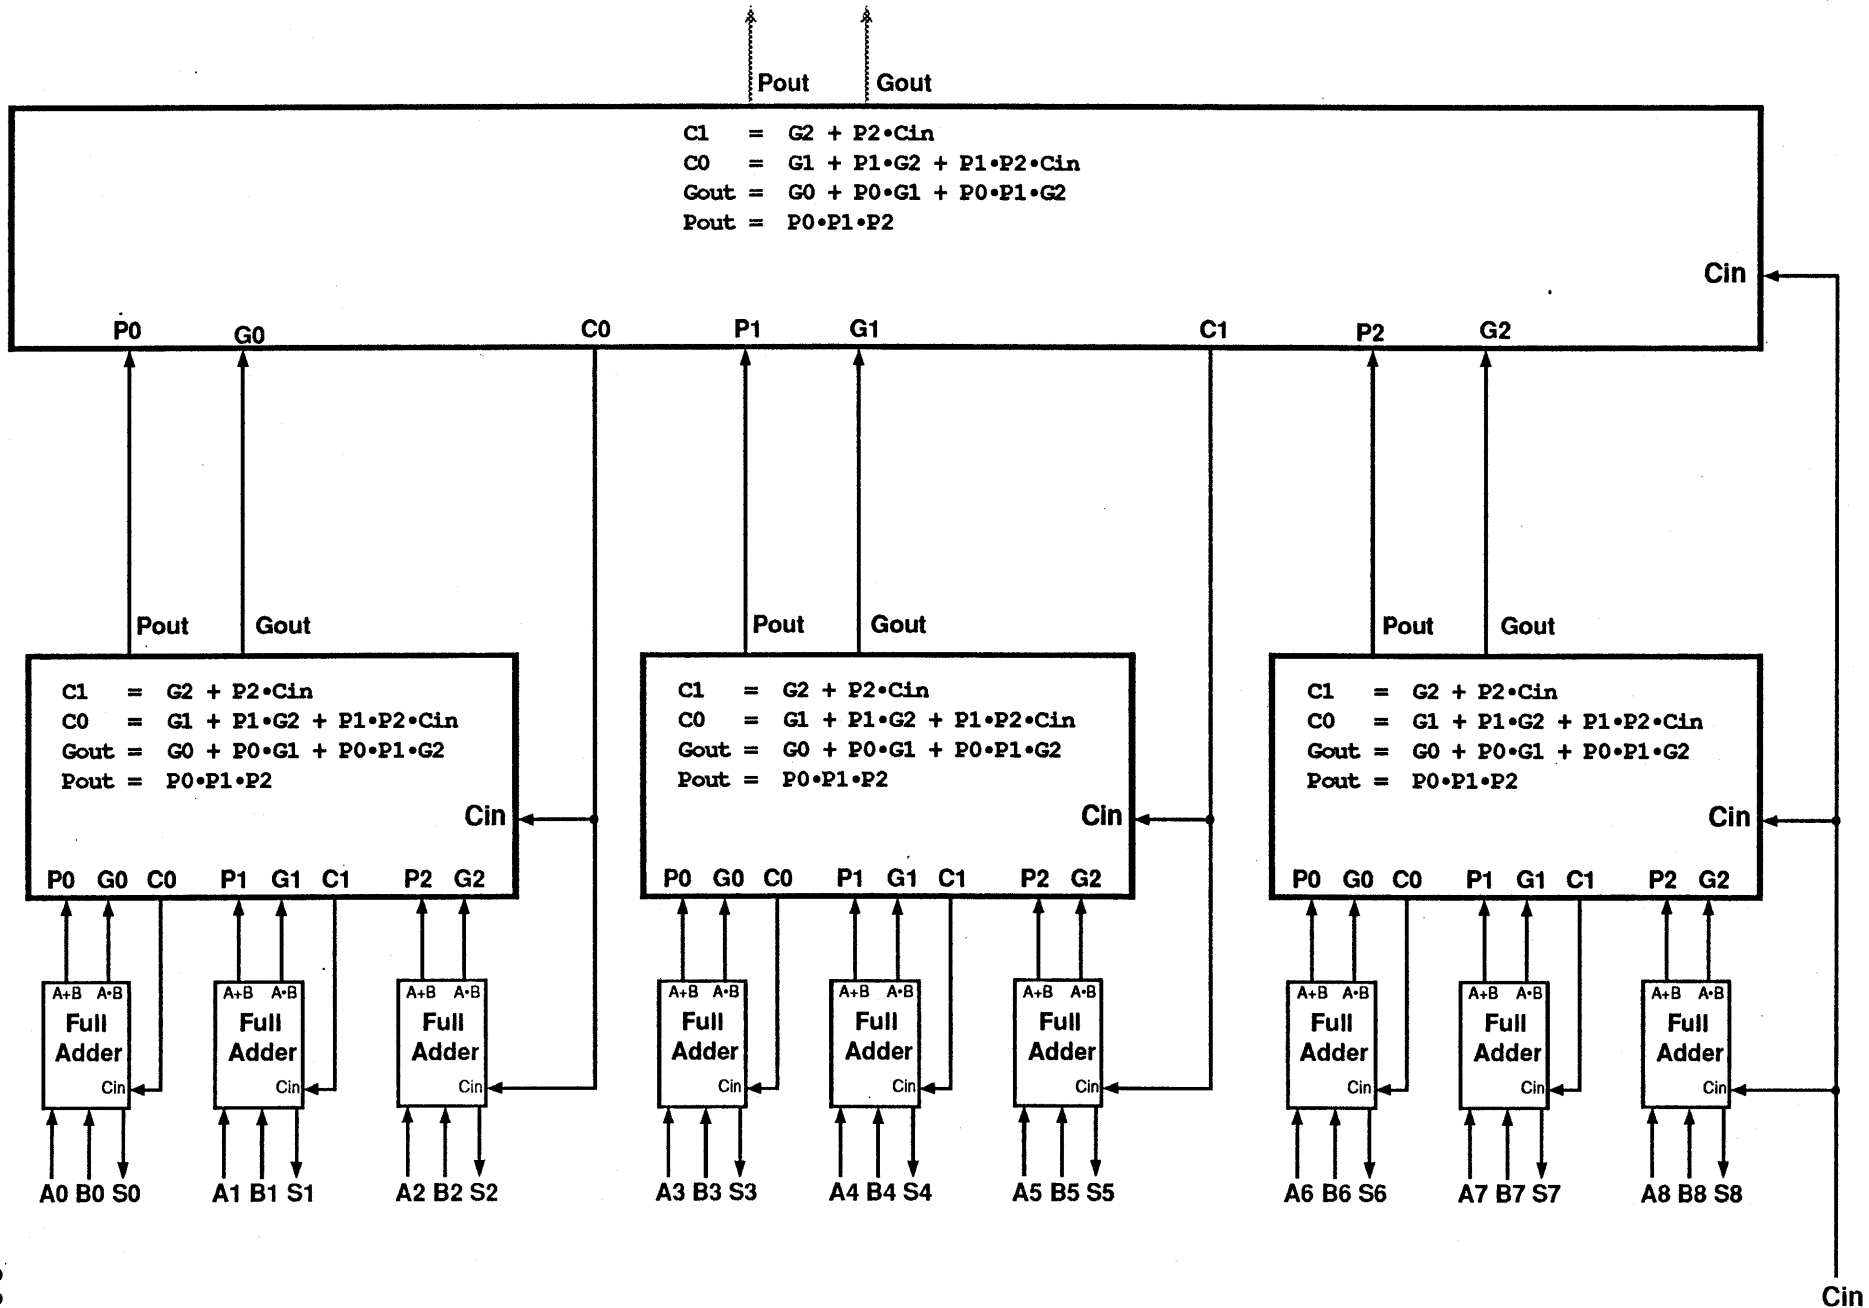 Pout Gout
C1 = G2 + P2•Cin
C0 = G1 + P1•G2 + P1•P2•Cin
Gout = G0 + P0•G1 + P0•P1•G2
Pout = P0•P1•P2
Cin
P0 G0 C0 P1 G1 C1 P2 G2
Pout Gout Pout Gout Pout Gout
C1 = G2 + P2•Cin
C0 = G1 + P1•G2 + P1•P2•Cin
Gout = G0 + P0•G1 + P0•P1•G2
Pout = P0•P1•P2
Cin
P0 G0 C0 P1 G1 C1 P2 G2
C1 = G2 + P2•Cin
C0 = G1 + P1•G2 + P1•P2•Cin
Gout = G0 + P0•G1 + P0•P1•G2
Pout = P0•P1•P2
Cin
P0 G0 C0 P1 G1 C1 P2 G2
C1 = G2 + P2•Cin
C0 = G1 + P1•G2 + P1•P2•Cin
Gout = G0 + P0•G1 + P0•P1•G2
Pout = P0•P1•P2
Cin
P0 G0 C0 P1 G1 C1 P2 G2
A+B A•B
Full
Adder
Cin
A+B A•B
Full
Adder
Cin
A+B A•B
Full
Adder
Cin
A+B A•B
Full
Adder
Cin
A+B A•B
Full
Adder
Cin
A+B A•B
Full
Adder
Cin
A+B A•B
Full
Adder
Cin
A+B A•B
Full
Adder
Cin
A+B A•B
Full
Adder
Cin
A0 B0 S0 A1 B1 S1 A2 B2 S2 A3 B3 S3 A4 B4 S4 A5 B5 S5 A6 B6 S6 A7 B7 S7 A8 B8 S8
Cin